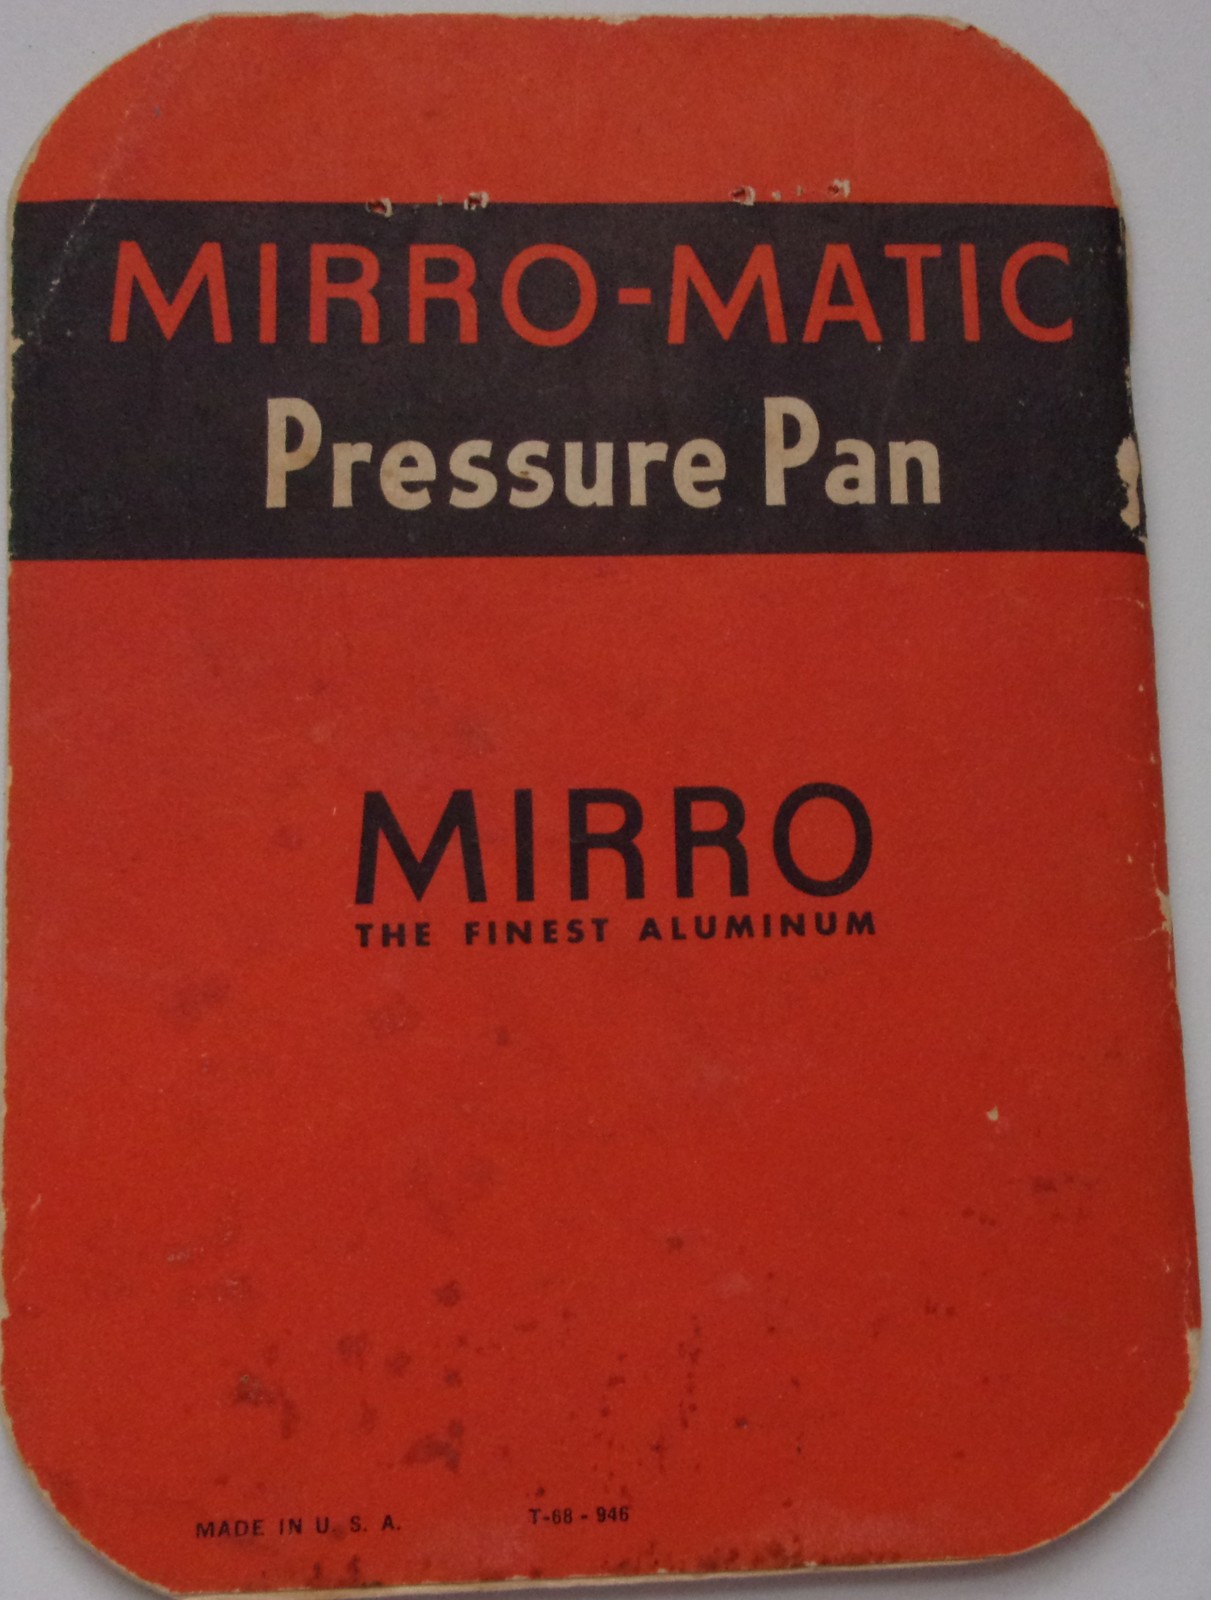 MIRRO-MATIC
Pressure Pan
MIRRO
THE FINEST ALUMINUM
MADE IN U. S. A. T-68 - 946